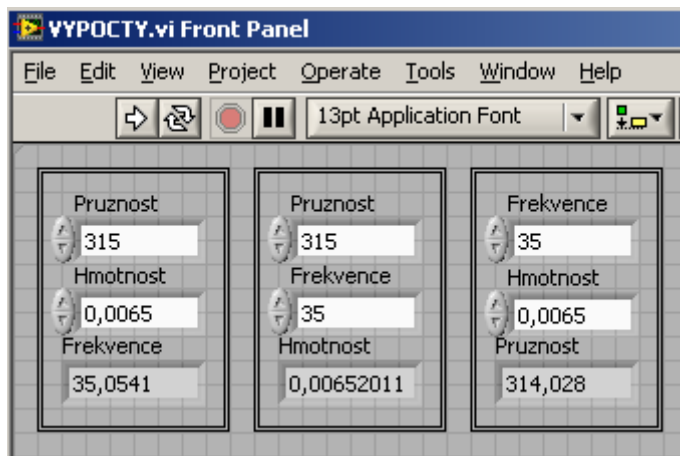 VYPOCTY.vi Front Panel
File Edit View Project Operate Tools Window Help
13pt Application Font
Pruznost
315
Hmotnost
0,0065
Frekvence
35,0541
Pruznost
315
Frekvence
35
Hmotnost
0,00652011
Frekvence
35
Hmotnost
0,0065
Pruznost
314,028